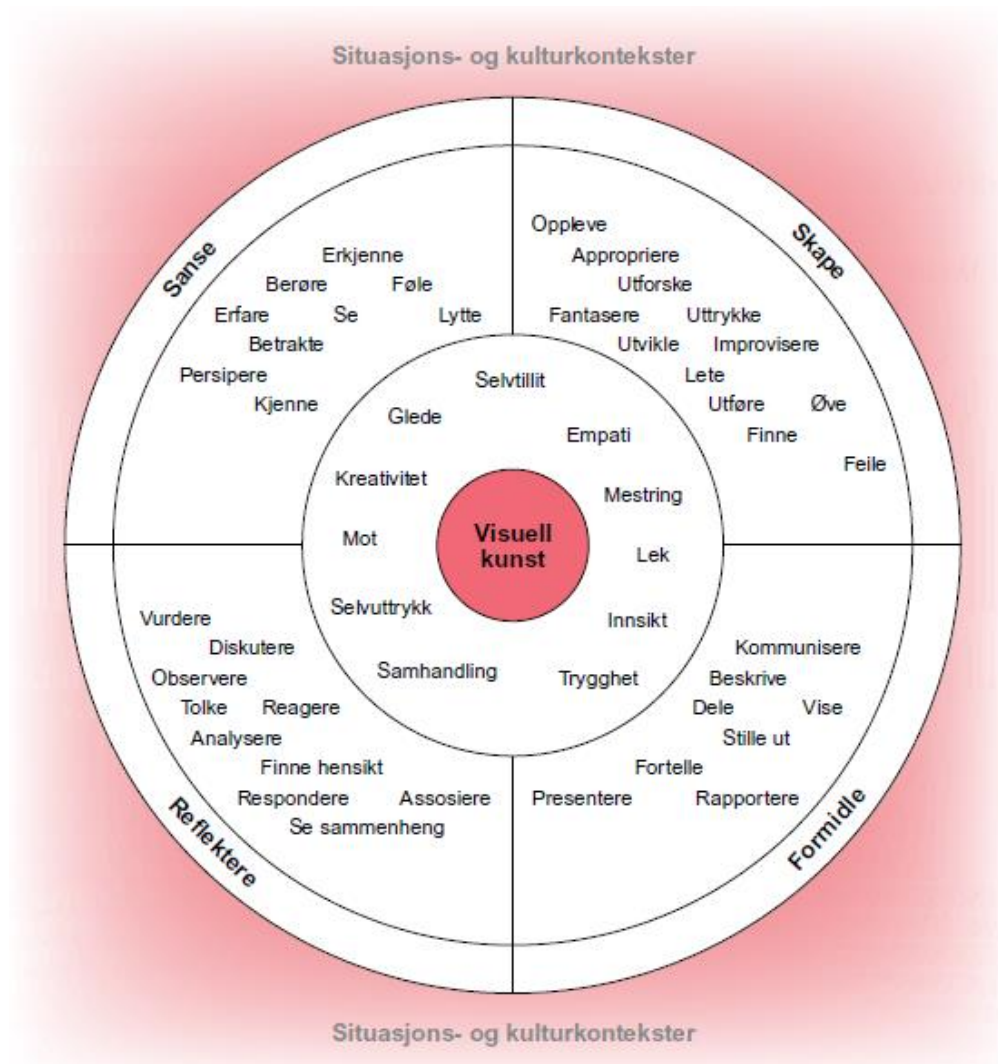 Situasjons- og kulturkontekster
Sanse
Erkjenne
Berøre Føle
Erfare Se Lytte
Betrakte
Persipere
Kjenne
Skape
Oppleve
Appropriere
Utforske
Fantasere Uttrykke
Utvikle Improvisere
Lete
Utføre Øve
Finne
Feile
Selvtillit
Glede
Empati
Kreativitet
Mestring
Mot
Visuell
kunst
Lek
Selvuttrykk
Innsikt
Samhandling
Trygghet
Reflektere
Vurdere
Diskutere
Observere
Tolke Reagere
Analysere
Finne hensikt
Respondere Assosiere
Se sammenheng
Formidle
Kommunisere
Beskrive
Dele Vise
Stille ut
Fortelle
Presentere Rapportere
Situasjons- og kulturkontekster